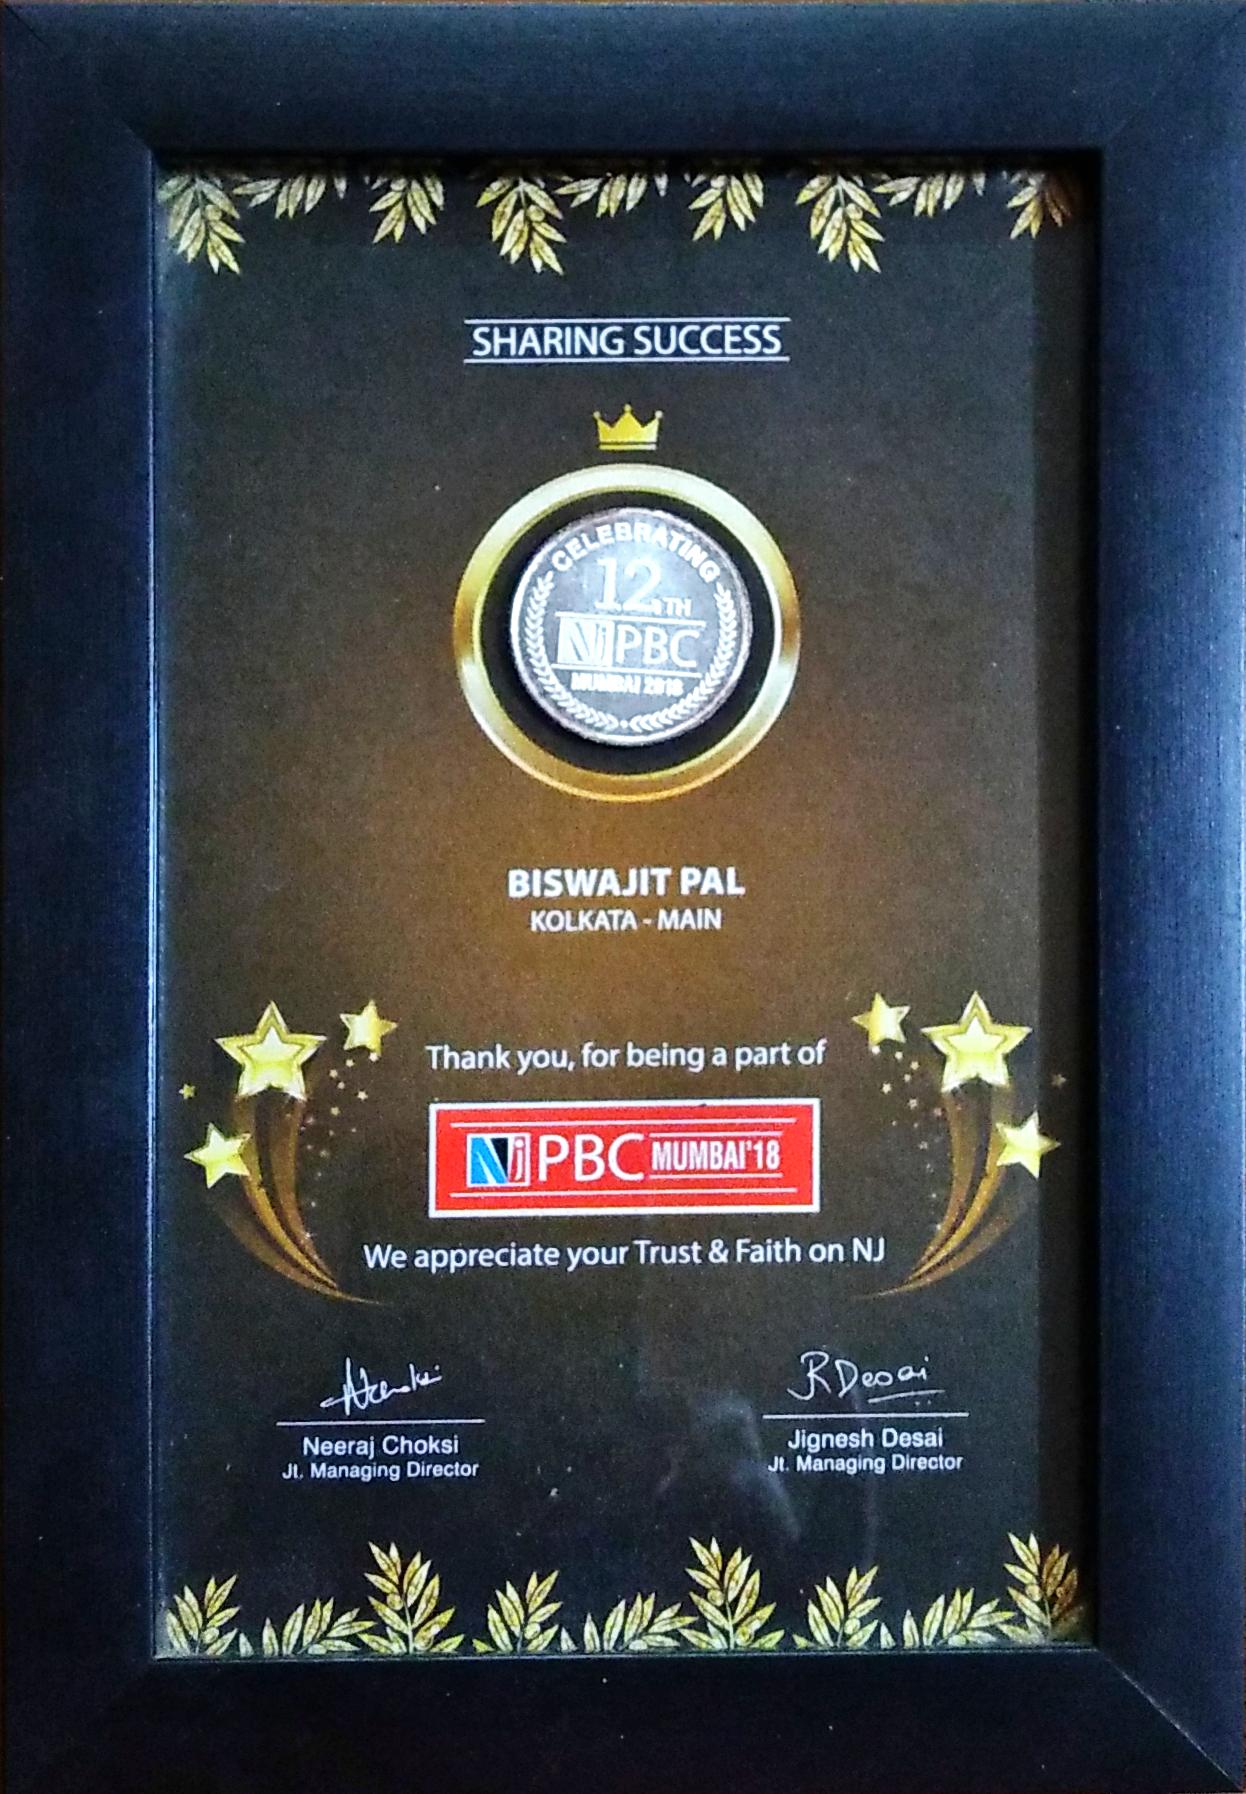 SHARING SUCCESS
CELEBRATING
12TH
NJ PBC
MUMBAI 2018
BISWAJIT PAL
KOLKATA - MAIN
Thank you, for being a part of
NJ PBC MUMBAI'18
We appreciate your Trust & Faith on NJ
JRDesai
Neeraj Choksi
Jt. Managing Director
Jignesh Desai
Jt. Managing Director